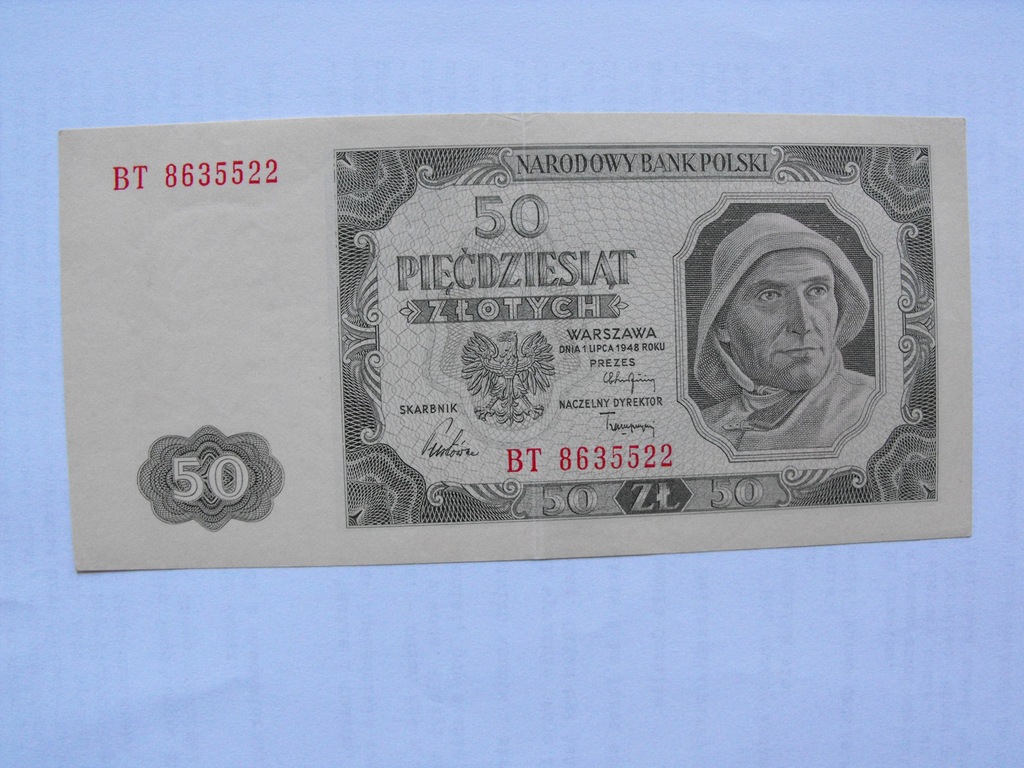 BT 8635522
NARODOWY BANK POLSKI
50
PIĘĆDZIESIĄT
ZŁOTYCH
WARSZAWA
DNIA 1 LIPCA 1948 ROKU
PREZES
SKARBNIK
NACZELNY DYREKTOR
BT 8635522
50
50 ZŁ 50